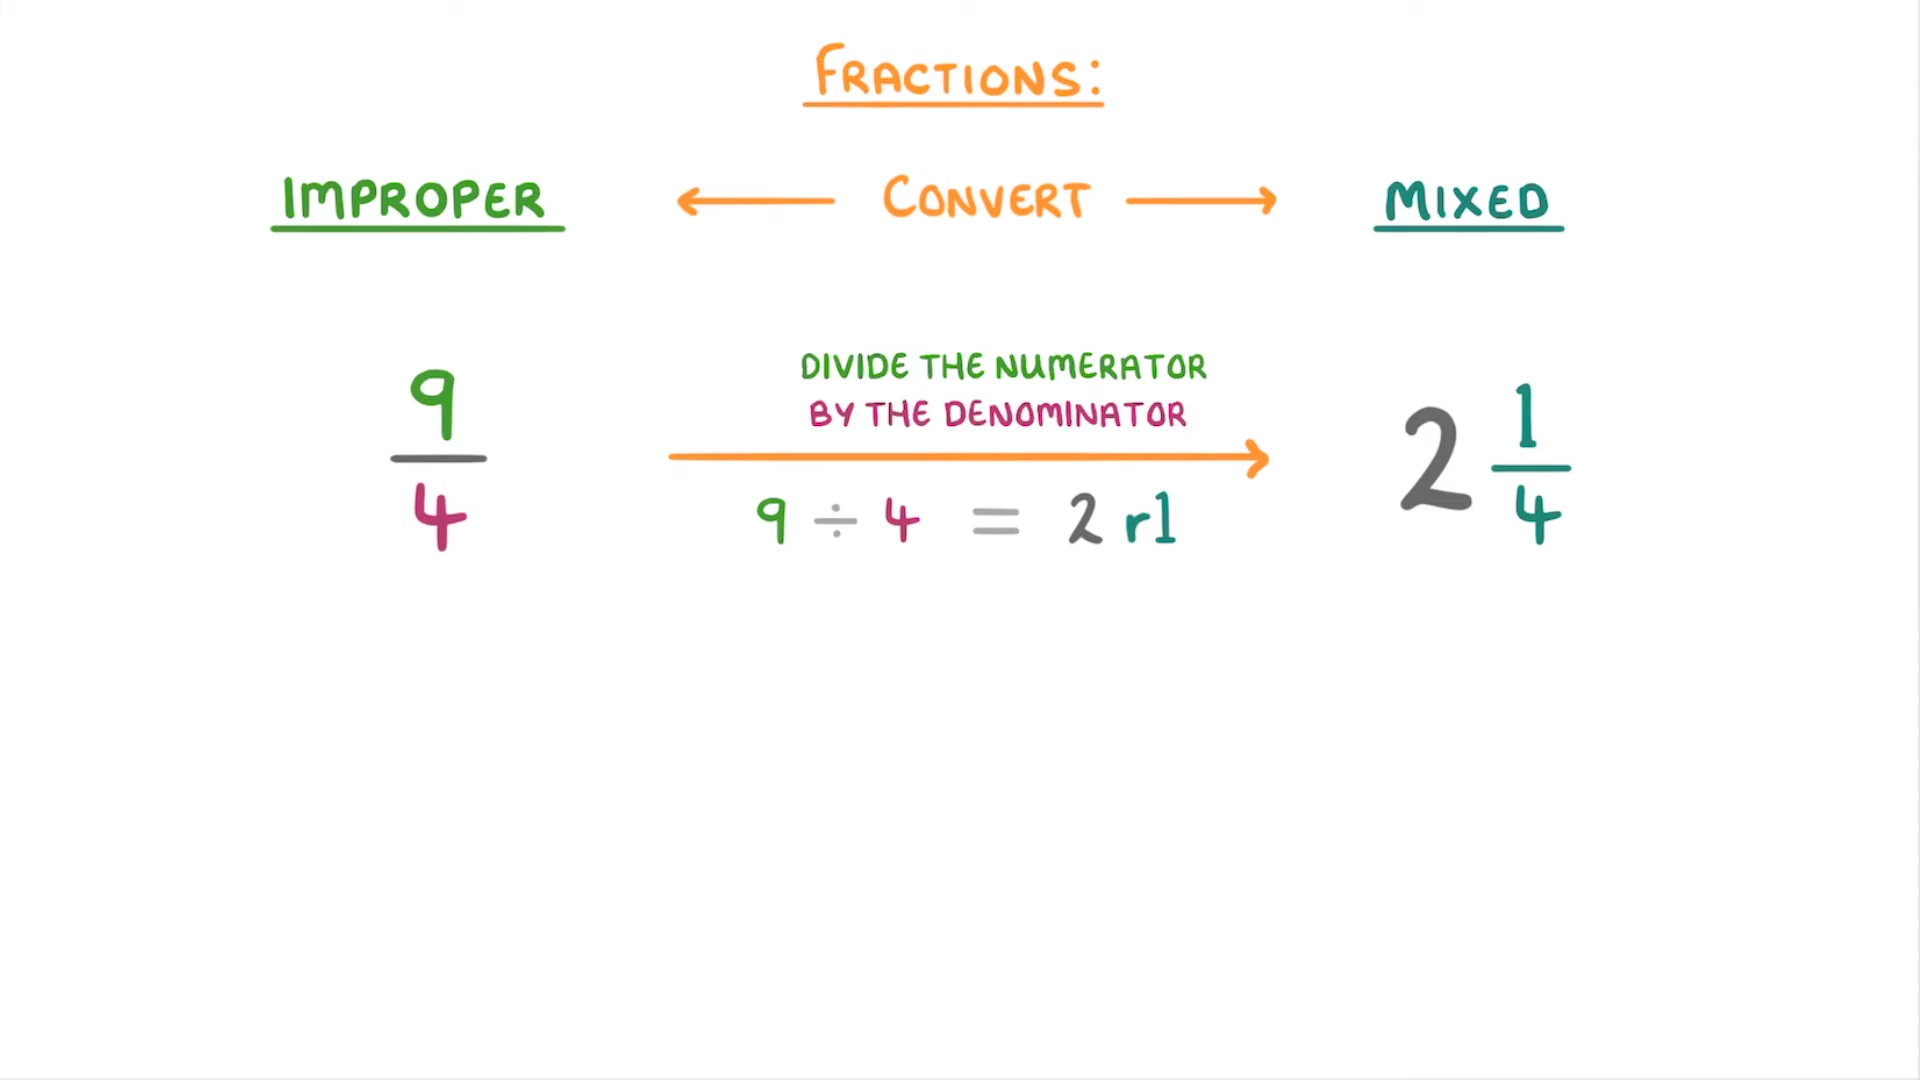 FRACTIONS:
IMPROPER ← CONVERT → MIXED
DIVIDE THE NUMERATOR
BY THE DENOMINATOR
9/4 → 2 1/4
9 ÷ 4 = 2 r1